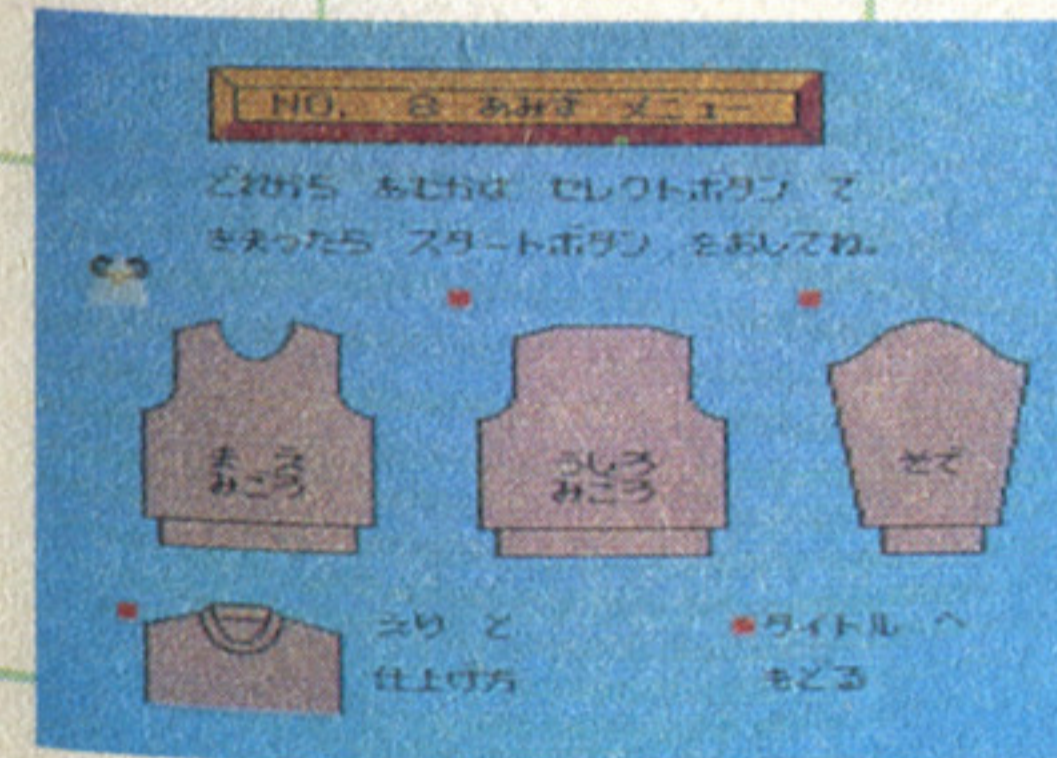 NO. 8 あみず メニュー
どれから あむかは セレクトボタン で
きまったら スタートボタン をおしてね。
まえ
みごろ
うしろ
みごろ
そで
えり と
仕上げ方
タイトル へ
もどる